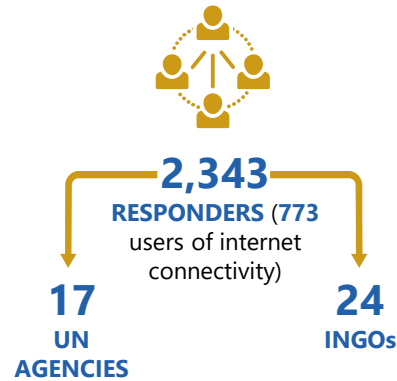 2,343
RESPONDERS (773
users of internet
connectivity)
17
UN
AGENCIES
24
INGOs